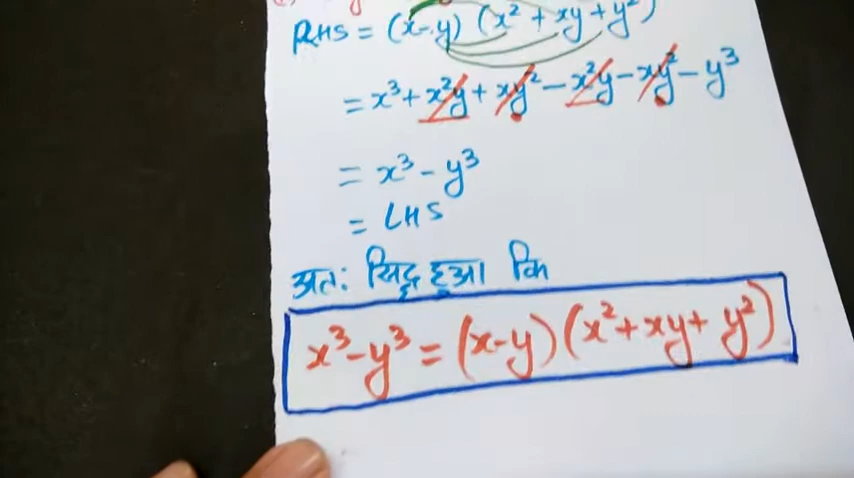 RHS = (x-y) (x² + xy + y²)
= x³ + x²y + xy² - x²y - xy² - y³
= x³ - y³
= LHS
अतः सिद्ध हुआ कि
x³-y³ = (x-y) (x²+xy+ y²)